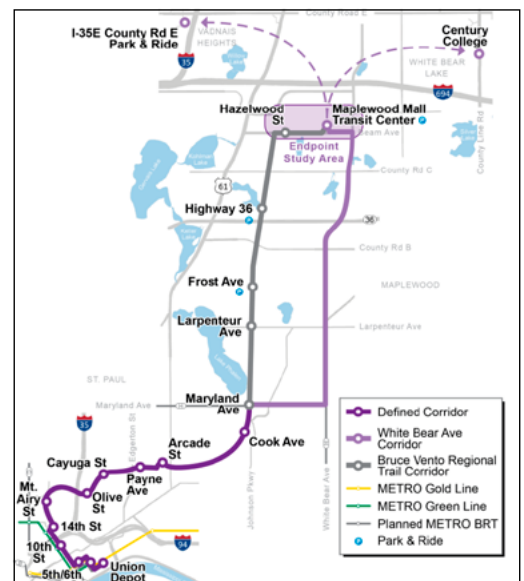 County Road E
I-35E County Rd E
Park & Ride
VADNAIS
HEIGHTS
35
Century
College
WHITE BEAR
LAKE
694
Hazelwood
St
Maplewood Mall
Transit Center
Beam Ave
Endpoint
Study Area
County Line Rd
County Rd C
61
Highway 36
36
County Rd B
Frost Ave
MAPLEWOOD
Larpenteur
Ave
Larpenteur Ave
ST. PAUL
Maryland Ave
Maryland
Ave
35
Edgerton St
Arcade
St
Cook Ave
Johnson Pkwy
White Bear Ave
Cayuga St
Payne
Ave
Olive
St
Mt.
Airy
St
14th St
10th
St
5th/6th
Union
Depot
94
Defined Corridor
White Bear Ave
Corridor
Bruce Vento Regional
Trail Corridor
METRO Gold Line
METRO Green Line
Planned METRO BRT
P Park & Ride